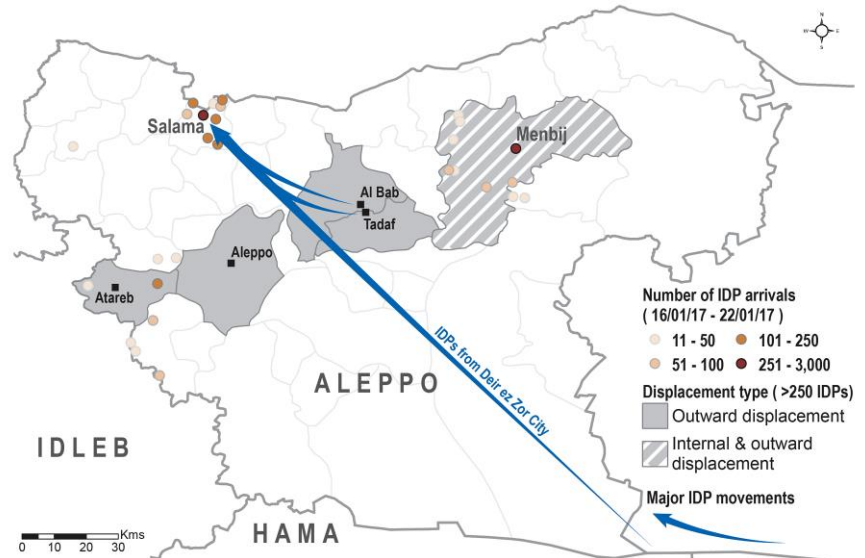 N
W
E
S
Salama
Menbij
Al Bab
Tadaf
Aleppo
Atareb
Number of IDP arrivals
( 16/01/17 - 22/01/17 )
11 - 50
101 - 250
51 - 100
251 - 3,000
IDPs from Deir ez Zor City
ALEPPO
Displacement type ( >250 IDPs)
Outward displacement
IDLEB
Internal & outward
displacement
Major IDP movements
HAMA
0 5 10 20 30 Kms